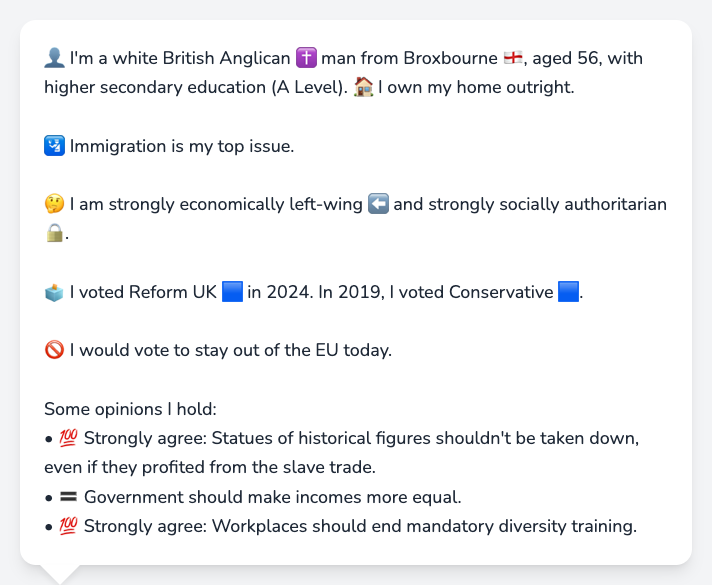 👤 I'm a white British Anglican ✝️ man from Broxbourne 🏴󠁧󠁢󠁥󠁮󠁧󠁿, aged 56, with
higher secondary education (A Level). 🏠 I own my home outright.
🛂 Immigration is my top issue.
🤔 I am strongly economically left-wing ⬅️ and strongly socially authoritarian
🔒.
🗳️ I voted Reform UK 🟦 in 2024. In 2019, I voted Conservative 🟦.
🚫 I would vote to stay out of the EU today.
Some opinions I hold:
• 💯 Strongly agree: Statues of historical figures shouldn't be taken down,
even if they profited from the slave trade.
• 🟰 Government should make incomes more equal.
• 💯 Strongly agree: Workplaces should end mandatory diversity training.